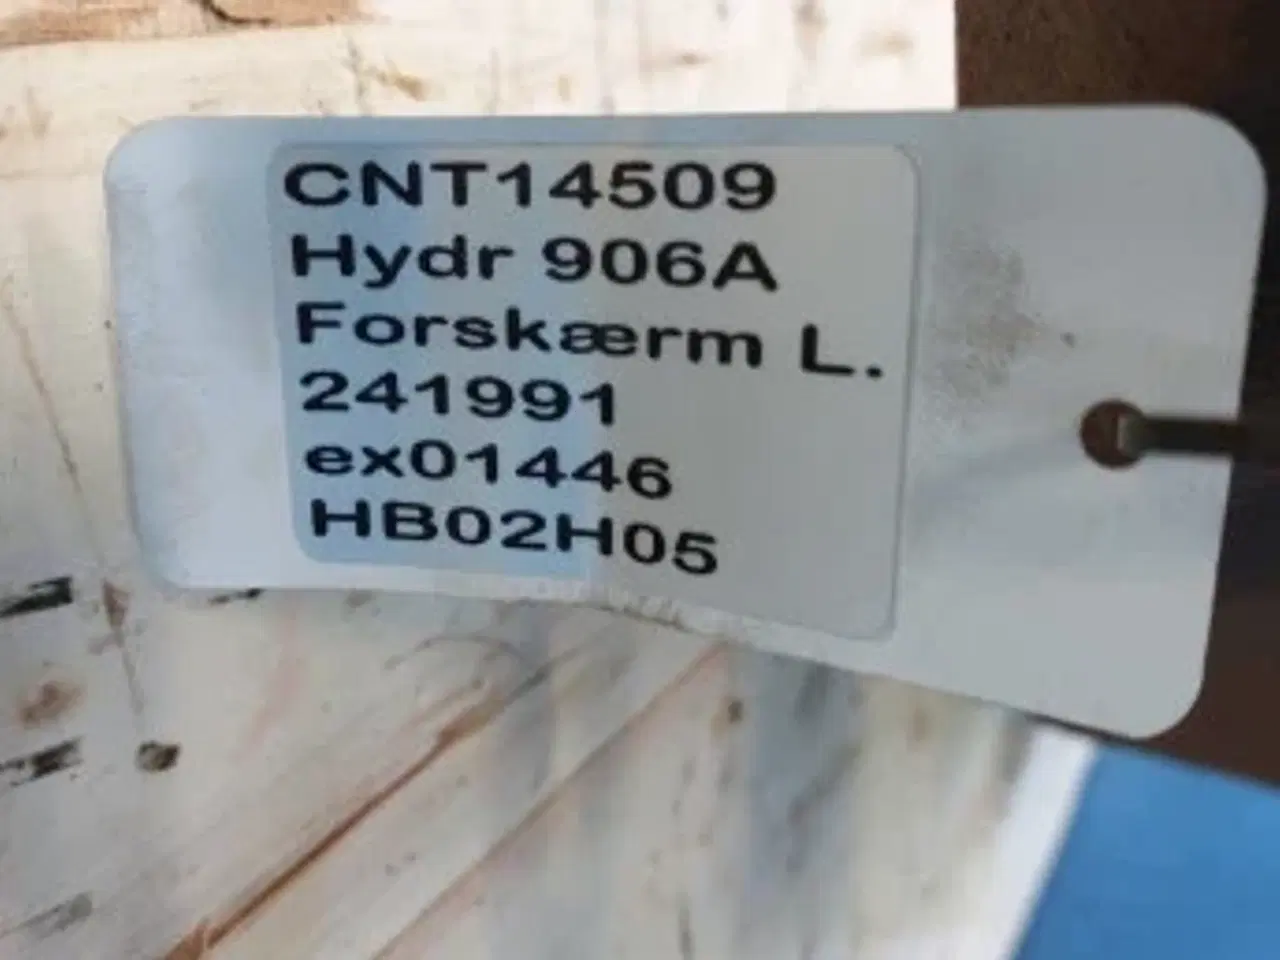 CNT14509
Hydr 906A
Forskærm L.
241991
ex01446
HB02H05